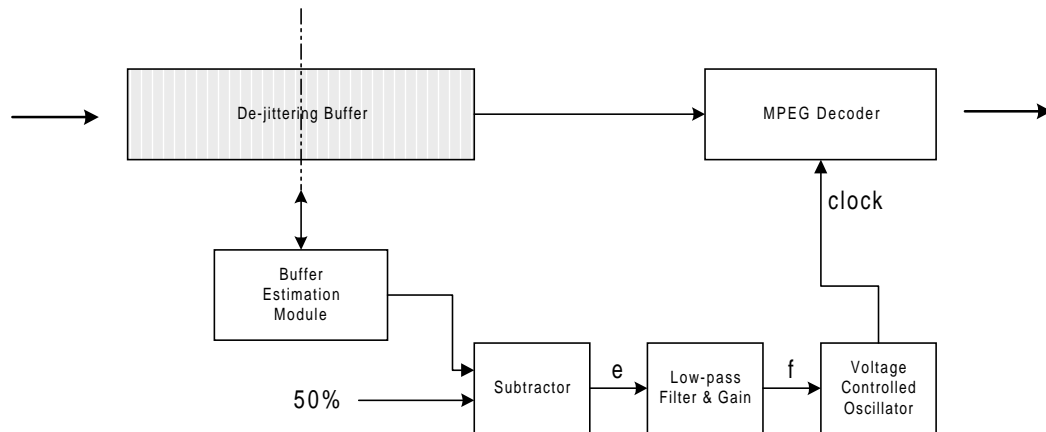 De-jittering Buffer
MPEG Decoder
clock
Buffer
Estimation
Module
50%
Subtractor
e
Low-pass
Filter & Gain
f
Voltage
Controlled
Oscillator